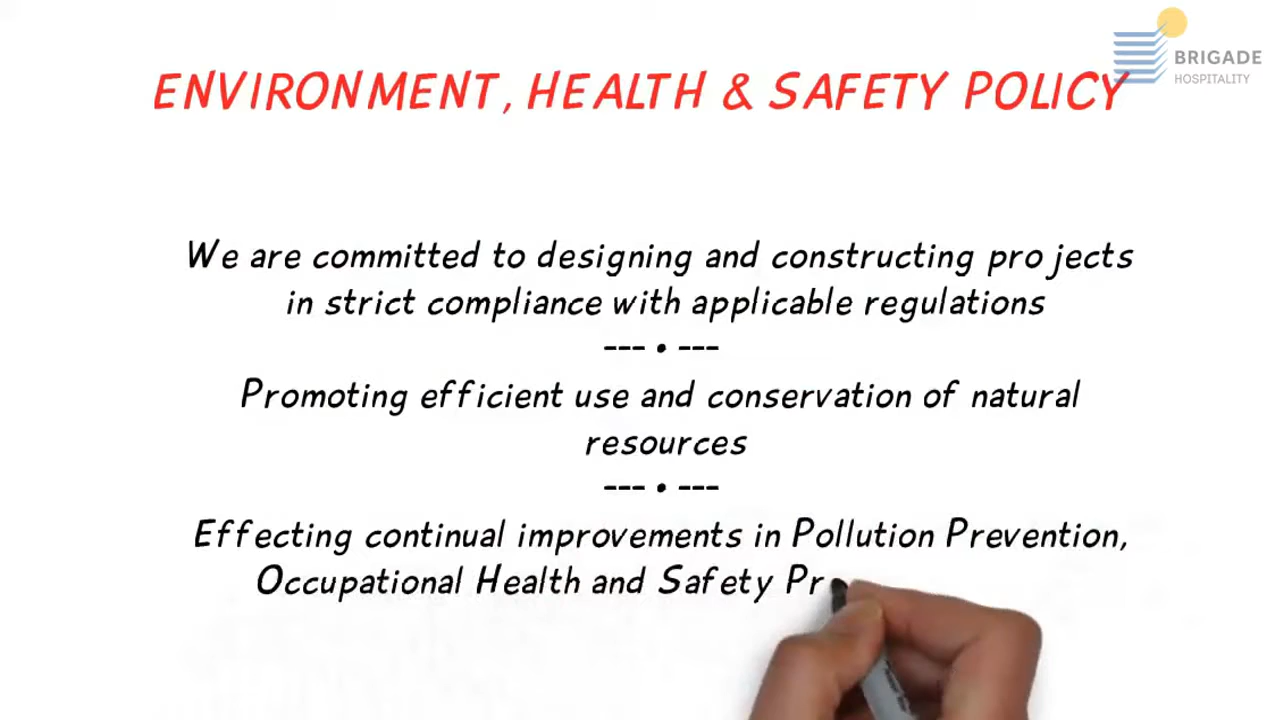 BRIGADE
HOSPITALITY
ENVIRONMENT, HEALTH & SAFETY POLICY
We are committed to designing and constructing projects
in strict compliance with applicable regulations
--- • ---
Promoting efficient use and conservation of natural
resources
--- • ---
Effecting continual improvements in Pollution Prevention,
Occupational Health and Safety Pr